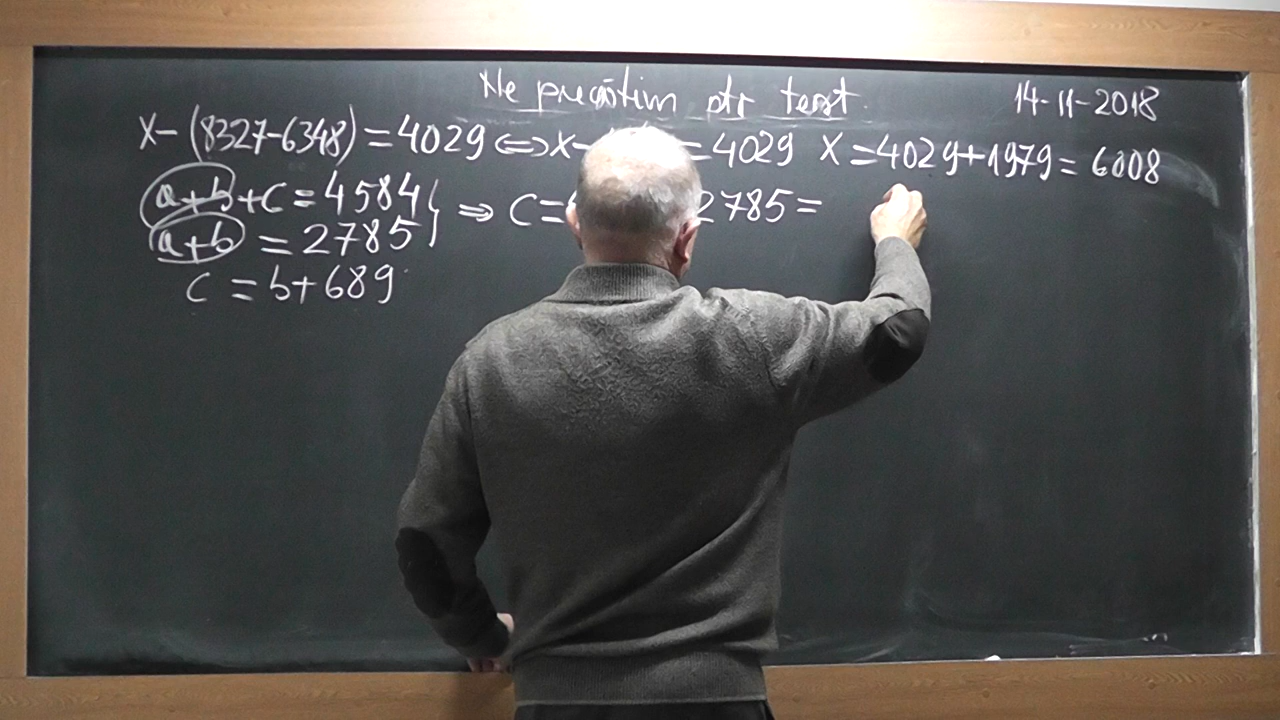 Ne pregătim ptr test.
14-11-2018
x-(8327-6348)=4029 ⇔ x- =4029 x=4029+1979=6008
a+b+c=4584 ⇒ c= 2785=
a+b=2785
c=b+689